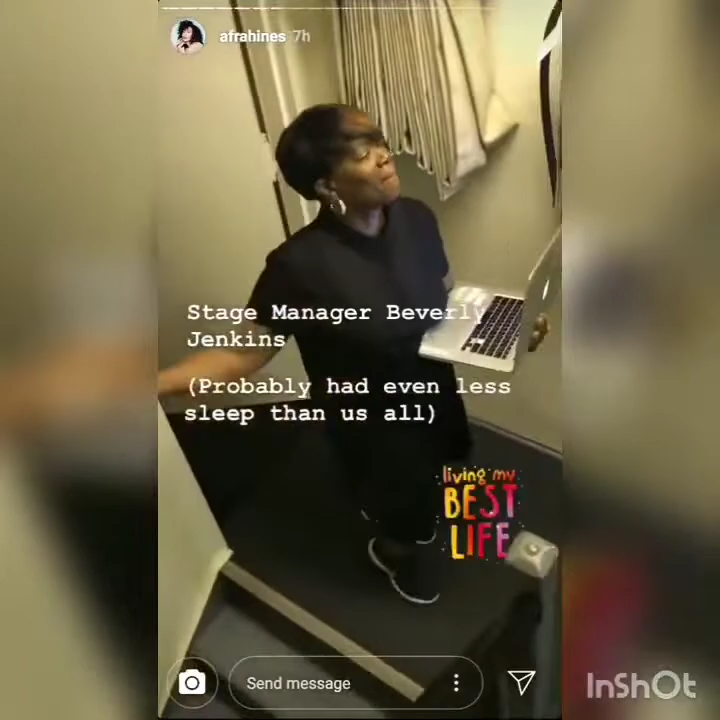 afrahines 7h
Stage Manager Beverly
Jenkins
(Probably had even less
sleep than us all)
living my
BEST
LIFE
Send message
InShOt